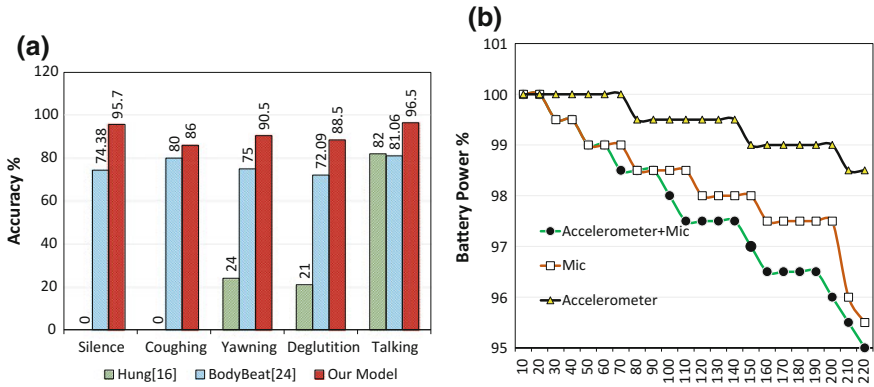 (a)
Accuracy %
120
100
80
60
40
20
0
0
74.38
95.7
0
80
86
24
75
90.5
21
72.09
88.5
82
81.06
96.5
Silence Coughing Yawning Deglutition Talking
Hung[16] BodyBeat[24] Our Model
(b)
Battery Power %
101
100
99
98
97
96
95
Accelerometer+Mic
Mic
Accelerometer
10 20 30 40 50 60 70 80 90 100 110 120 130 140 150 160 170 180 190 200 210 220